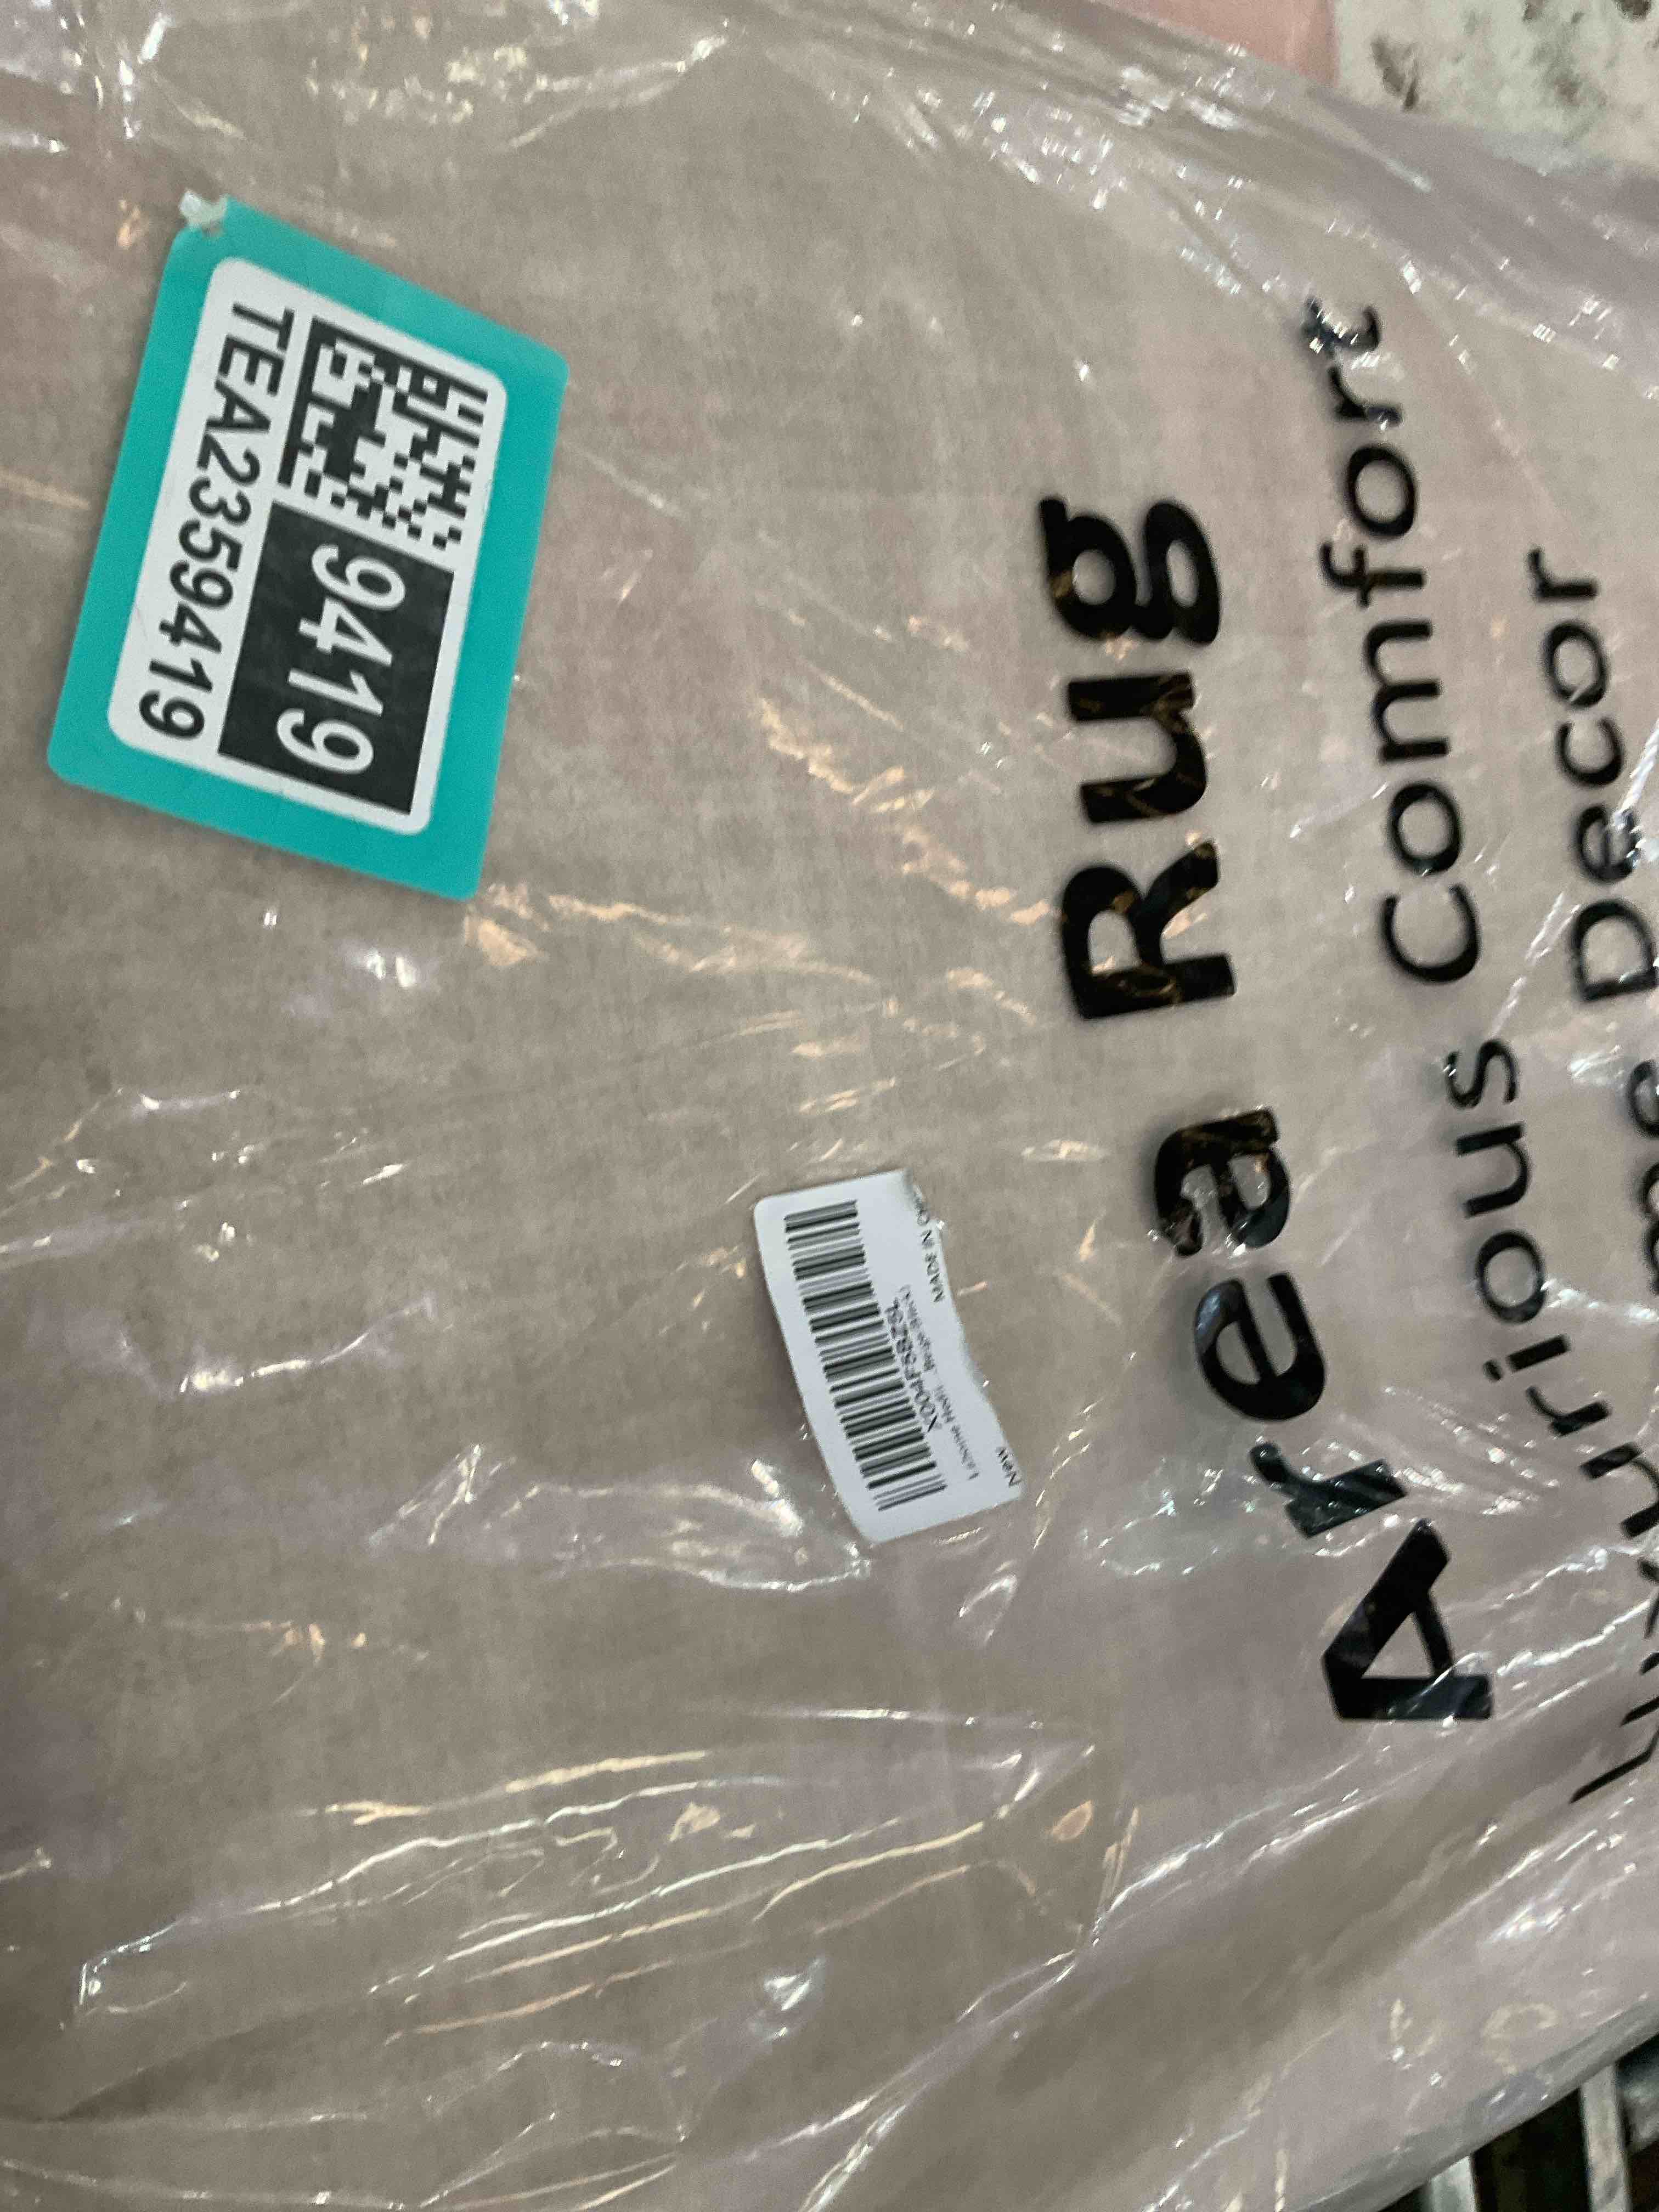 TEA2359419
9419
Area Rug
Luxurious Comfort
Decor
MADE IN
New